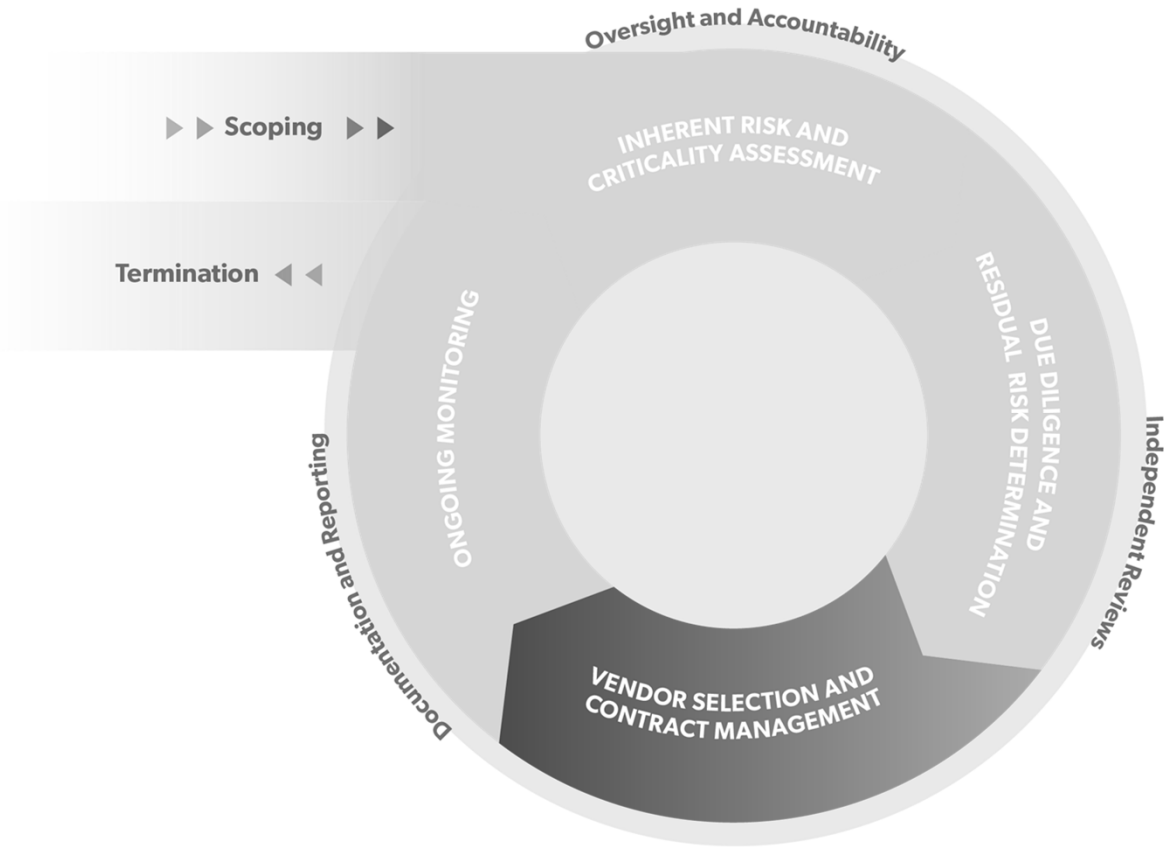 Oversight and Accountability
Scoping
INHERENT RISK AND
CRITICALITY ASSESSMENT
Termination
DUE DILIGENCE AND
RESIDUAL RISK DETERMINATION
ONGOING MONITORING
Independent Reviews
Documentation and Reporting
VENDOR SELECTION AND
CONTRACT MANAGEMENT